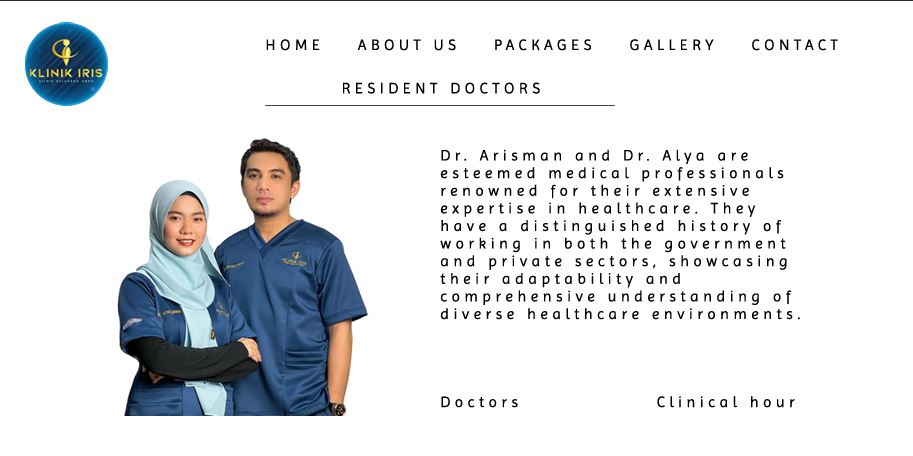 HOME ABOUT US PACKAGES GALLERY CONTACT
KLINIK IRIS
RESIDENT DOCTORS
Dr. Arisman and Dr. Alya are
esteemed medical professionals
renowned for their extensive
expertise in healthcare. They
have a distinguished history of
working in both the government
and private sectors, showcasing
their adaptability and
comprehensive understanding of
diverse healthcare environments.
KLINIK IRIS
Doctors Clinical hour